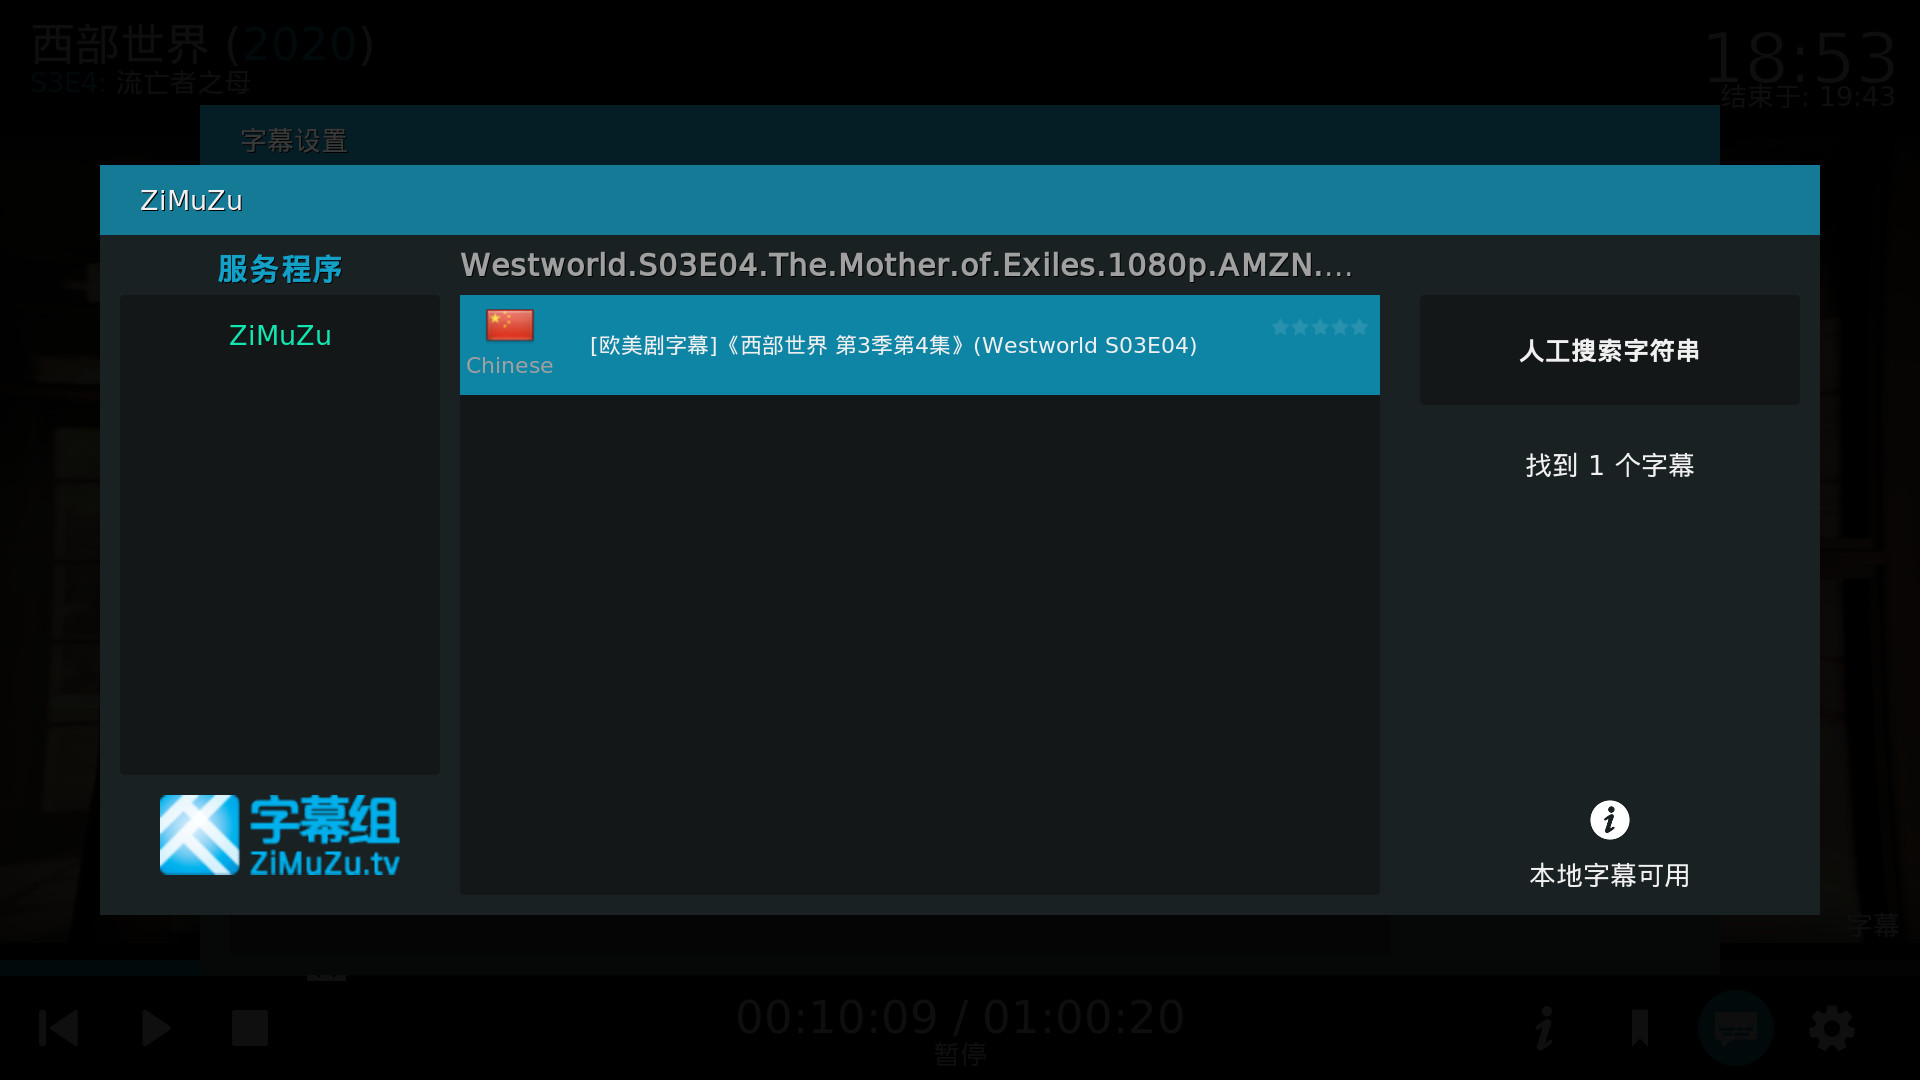 西部世界 (2020)
S3E4: 流亡者之母
18:53
结束于: 19:43
字幕设置
ZiMuZu
服务程序
ZiMuZu
Westworld.S03E04.The.Mother.of.Exiles.1080p.AMZN....
Chinese
[欧美剧字幕]《西部世界 第3季第4集》(Westworld S03E04)
人工搜索字符串
找到 1 个字幕
字幕组
ZiMuZu.tv
本地字幕可用
字幕
00:10:09 / 01:00:20
暂停